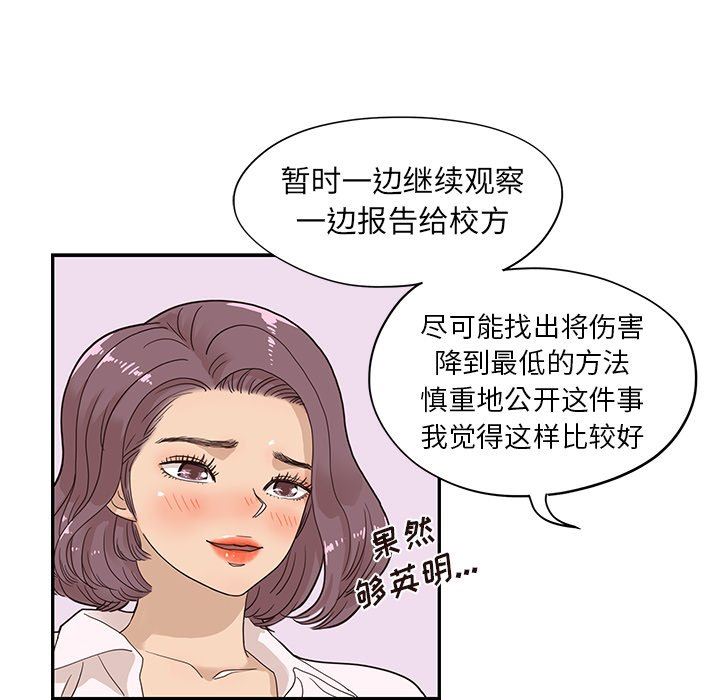 暂时一边继续观察
一边报告给校方
尽可能找出将伤害
降到最低的方法
慎重地公开这件事
我觉得这样比较好
果然
够英明...